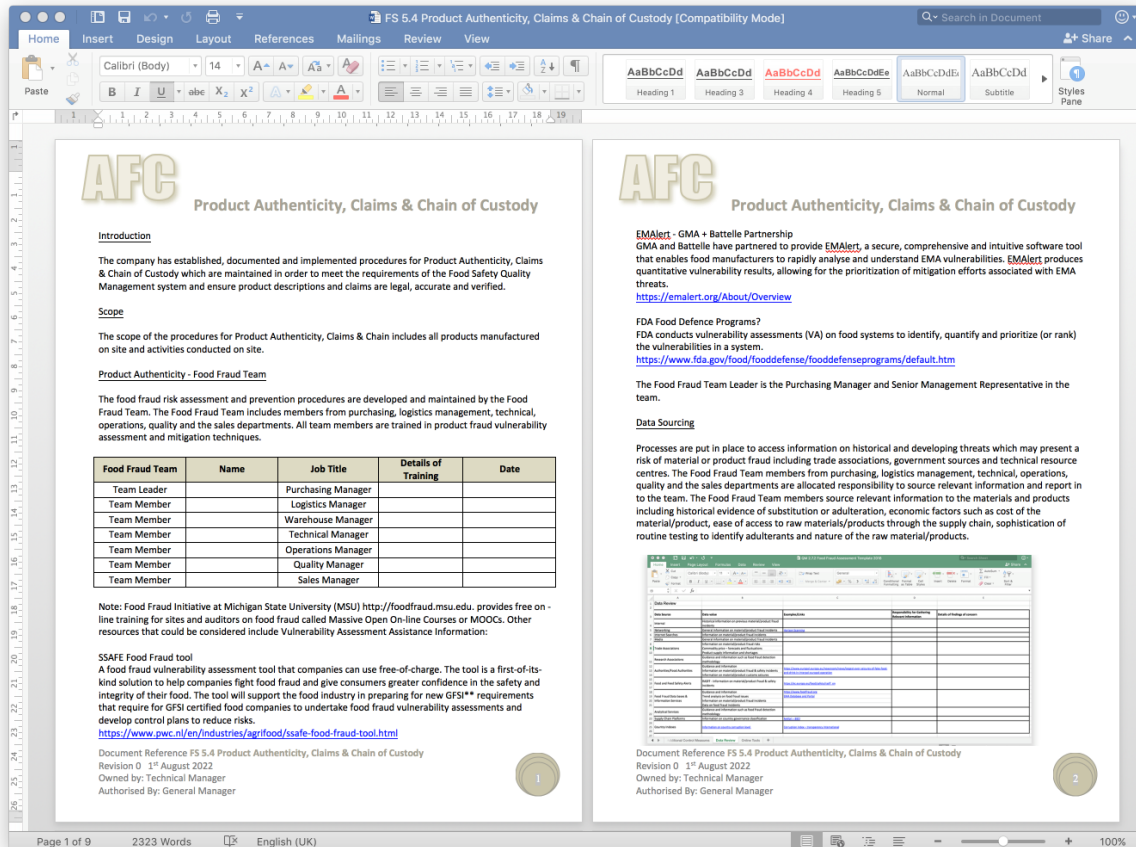 FS 5.4 Product Authenticity, Claims & Chain of Custody [Compatibility Mode]
Search in Document
Home Insert Design Layout References Mailings Review View
Share
Paste
Calibri (Body) 14
AaBbCcDd AaBbCcDd AaBbCcDd AaBbCcDdEe AaBbCcDdEe AaBbCcDd
Heading 1 Heading 3 Heading 4 Heading 5 Normal Subtitle
Styles Pane
AFC
Product Authenticity, Claims & Chain of Custody
Introduction
The company has established, documented and implemented procedures for Product Authenticity, Claims
& Chain of Custody which are maintained in order to meet the requirements of the Food Safety Quality
Management system and ensure product descriptions and claims are legal, accurate and verified.
Scope
The scope of the procedures for Product Authenticity, Claims & Chain includes all products manufactured
on site and activities conducted on site.
Product Authenticity - Food Fraud Team
The food fraud risk assessment and prevention procedures are developed and maintained by the Food
Fraud Team. The Food Fraud Team includes members from purchasing, logistics management, technical,
operations, quality and the sales departments. All team members are trained in product fraud vulnerability
assessment and mitigation techniques.
Food Fraud Team Name Job Title Details of Training Date
Team Leader Purchasing Manager
Team Member Logistics Manager
Team Member Warehouse Manager
Team Member Technical Manager
Team Member Operations Manager
Team Member Quality Manager
Team Member Sales Manager
Note: Food Fraud Initiative at Michigan State University (MSU) http://foodfraud.msu.edu. provides free on -
line training for sites and auditors on food fraud called Massive Open On-line Courses or MOOCs. Other
resources that could be considered include Vulnerability Assessment Assistance Information:
SSAFE Food Fraud tool
A food fraud vulnerability assessment tool that companies can use free-of-charge. The tool is a first-of-its-
kind solution to help companies fight food fraud and give consumers greater confidence in the safety and
integrity of their food. The tool will support the food industry in preparing for new GFSI** requirements
that require for GFSI certified food companies to undertake food fraud vulnerability assessments and
develop control plans to reduce risks.
https://www.pwc.nl/en/industries/agrifood/ssafe-food-fraud-tool.html
Document Reference FS 5.4 Product Authenticity, Claims & Chain of Custody
Revision 0 1st August 2022
Owned by: Technical Manager
Authorised By: General Manager
1
AFC
Product Authenticity, Claims & Chain of Custody
EMAlert - GMA + Battelle Partnership
GMA and Battelle have partnered to provide EMAlert, a secure, comprehensive and intuitive software tool
that enables food manufacturers to rapidly analyse and understand EMA vulnerabilities. EMAlert produces
quantitative vulnerability results, allowing for the prioritization of mitigation efforts associated with EMA
threats.
https://emalert.org/About/Overview
FDA Food Defence Programs?
FDA conducts vulnerability assessments (VA) on food systems to identify, quantify and prioritize (or rank)
the vulnerabilities in a system.
https://www.fda.gov/food/fooddefense/fooddefenseprograms/default.htm
The Food Fraud Team Leader is the Purchasing Manager and Senior Management Representative in the
team.
Data Sourcing
Processes are put in place to access information on historical and developing threats which may present a
risk of material or product fraud including trade associations, government sources and technical resource
centres. The Food Fraud Team members from purchasing, logistics management, technical, operations,
quality and the sales departments are allocated responsibility to source relevant information and report in
to the team. The Food Fraud Team members source relevant information to the materials and products
including historical evidence of substitution or adulteration, economic factors such as cost of the
material/product, ease of access to raw materials/products through the supply chain, sophistication of
routine testing to identify adulterants and nature of the raw material/products.
Data Review
Document Reference FS 5.4 Product Authenticity, Claims & Chain of Custody
Revision 0 1st August 2022
Owned by: Technical Manager
Authorised By: General Manager
2
Page 1 of 9 2323 Words English (UK) 100%